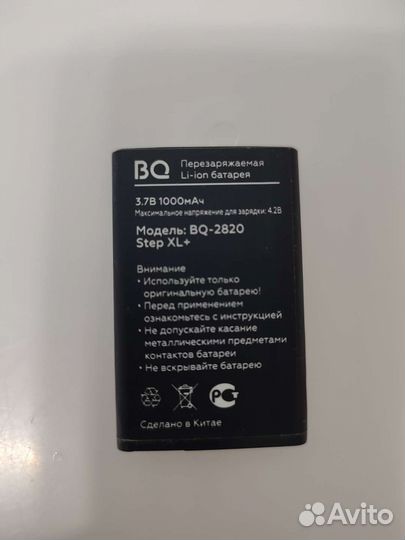 BQ
Перезаряжаемая
Li-ion батарея
3.7В 1000мАч
Максимальное напряжение для зарядки: 4.2В
Модель: BQ-2820
Step XL+
Внимание
• Используйте только
оригинальную батарею!
• Перед применением
ознакомьтесь с инструкцией
• Не допускайте касание
металлическими предметами
контактов батареи
• Не вскрывайте батарею
Сделано в Китае
Avito